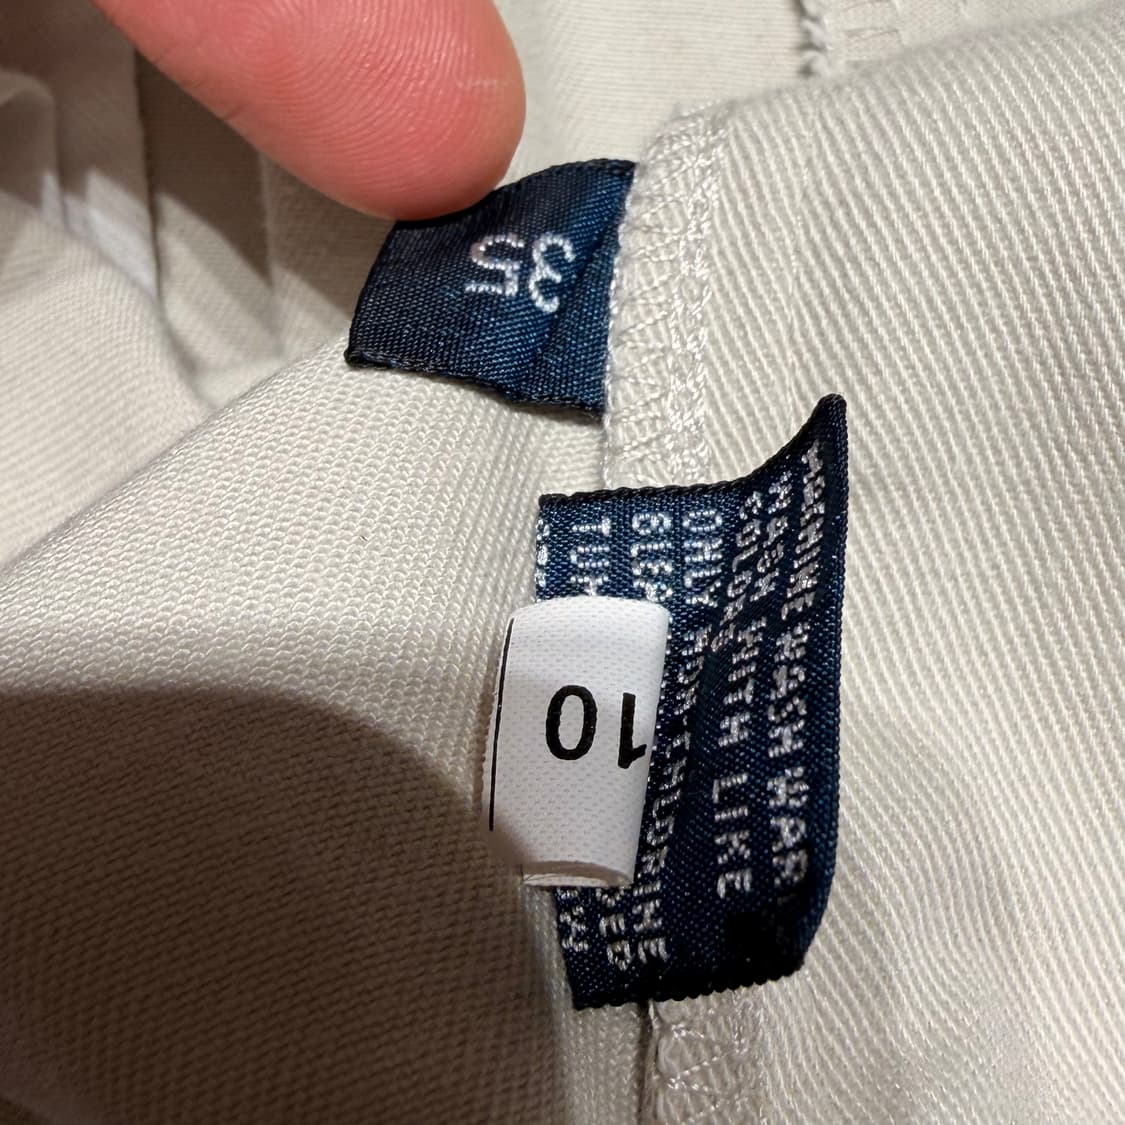 35
MACHINE WASH WARM
WASH WITH LIKE
COLORS
ONLY NON-CHLORINE
10